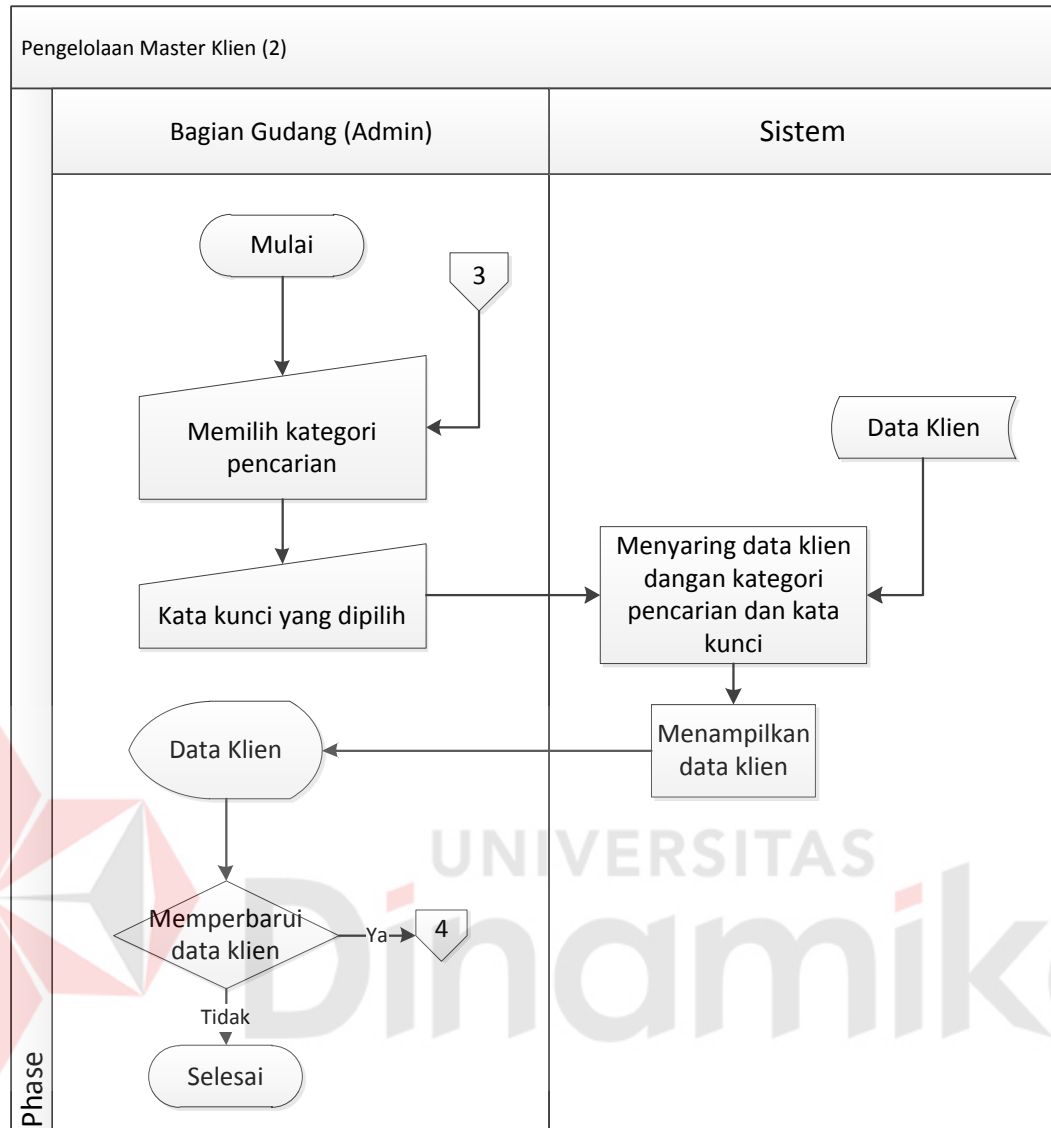 Pengelolaan Master Klien (2)
Bagian Gudang (Admin)
Sistem
Mulai
3
Memilih kategori
pencarian
Data Klien
Kata kunci yang dipilih
Menyaring data klien
dangan kategori
pencarian dan kata
kunci
Menampilkan
data klien
Data Klien
Memperbarui
data klien
Ya
4
Tidak
Selesai
Phase
UNIVERSITAS
Dinamika